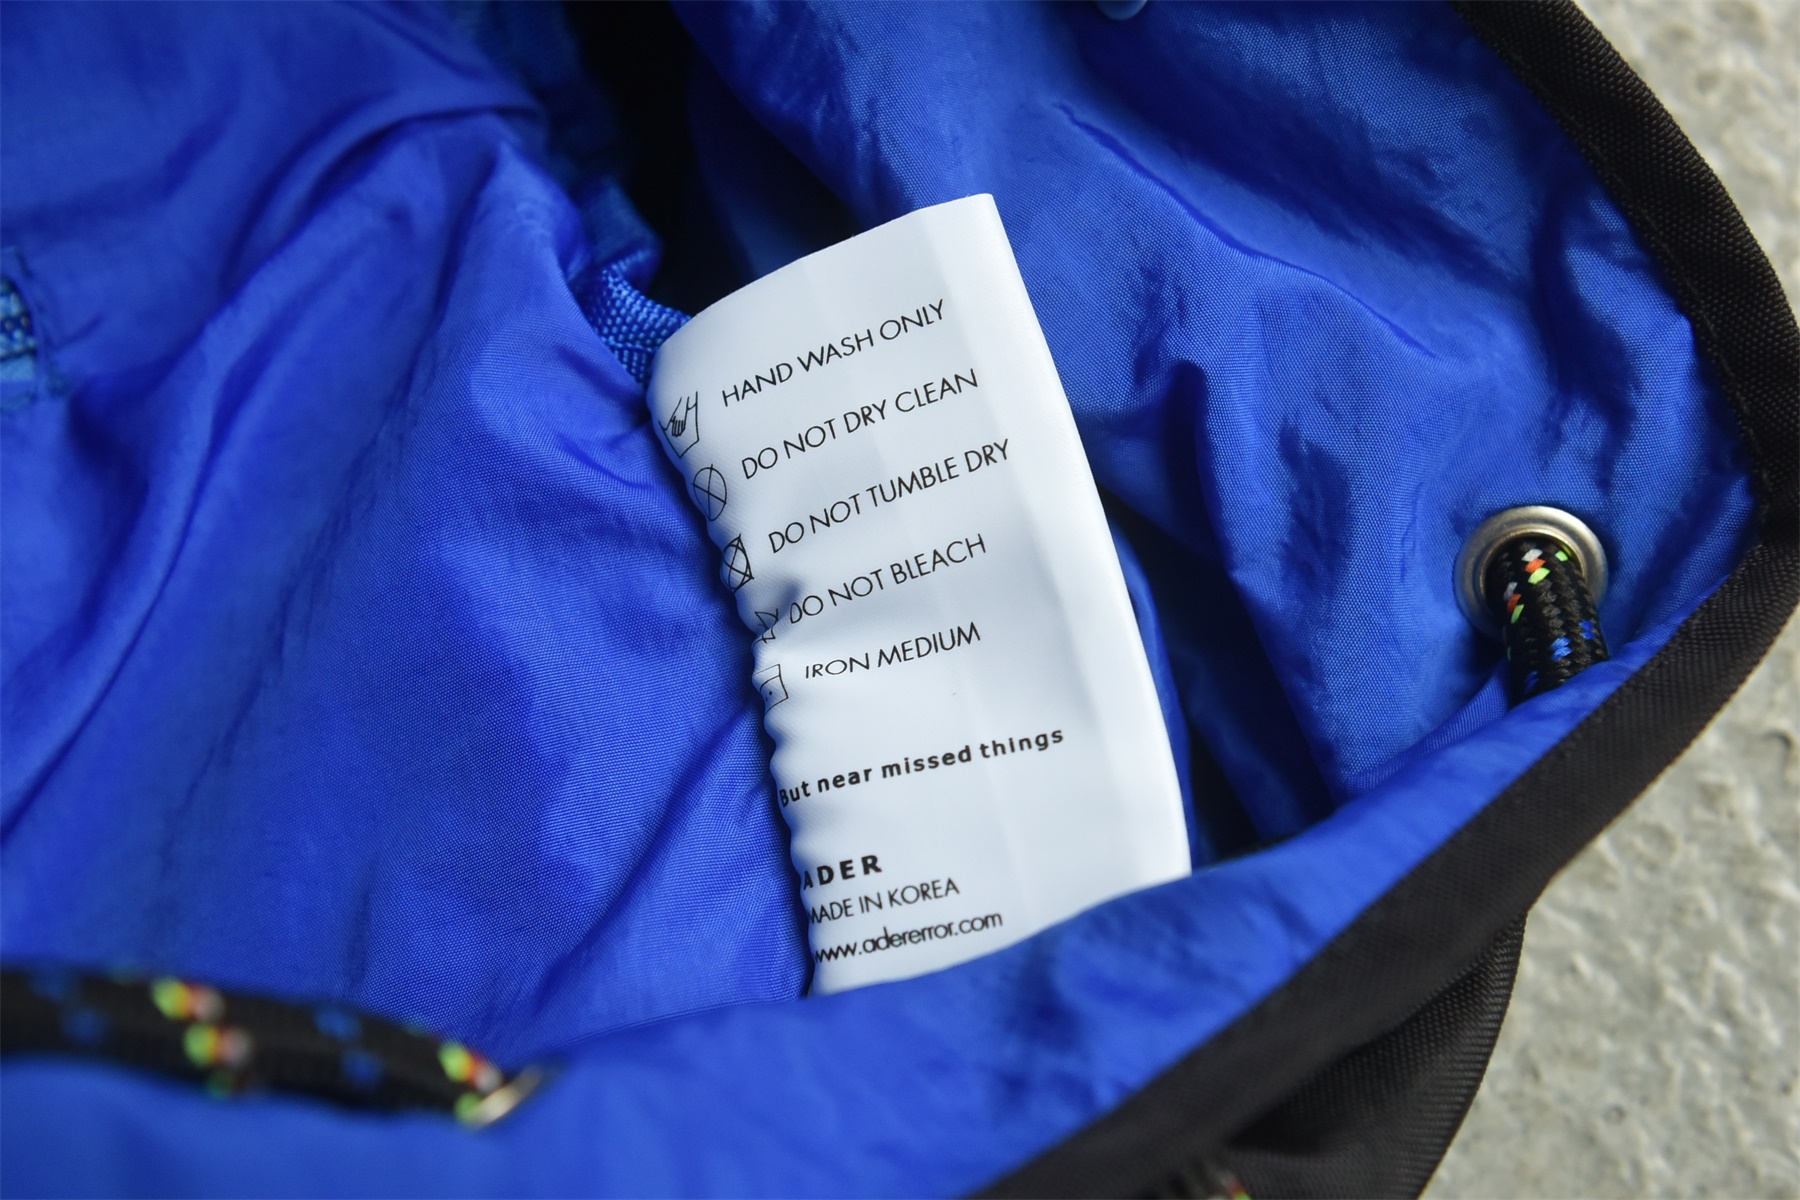 HAND WASH ONLY
DO NOT DRY CLEAN
DO NOT TUMBLE DRY
DO NOT BLEACH
IRON MEDIUM
But near missed things
ADER
MADE IN KOREA
www.adererror.com